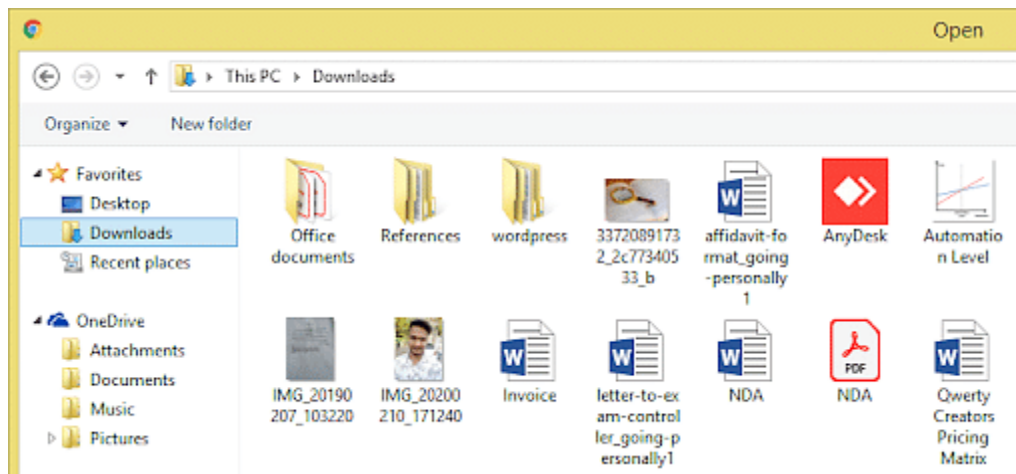 Open
This PC Downloads
Organize New folder
Favorites
Desktop
Downloads
Recent places
OneDrive
Attachments
Documents
Music
Pictures
Office
documents
References
wordpress
3372089173
2_2c773405
33_b
affidavit-fo
rmat_going
-personally
1
AnyDesk
Automatio
n Level
IMG_20190
207_103220
IMG_20200
210_171240
Invoice
letter-to-ex
am-control
ler_going-p
ersonally1
NDA
PDF
NDA
Qwerty
Creators
Pricing
Matrix